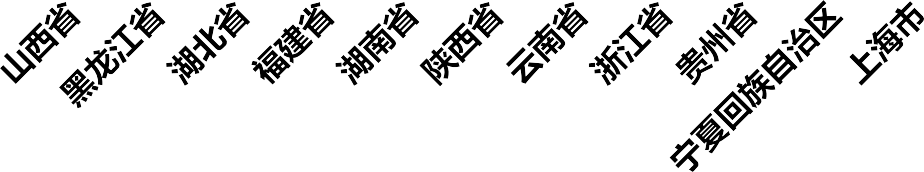 山西省
黑龙江省
湖北省
福建省
湖南省
陕西省
云南省
浙江省
贵州省
宁夏回族自治区
上海市